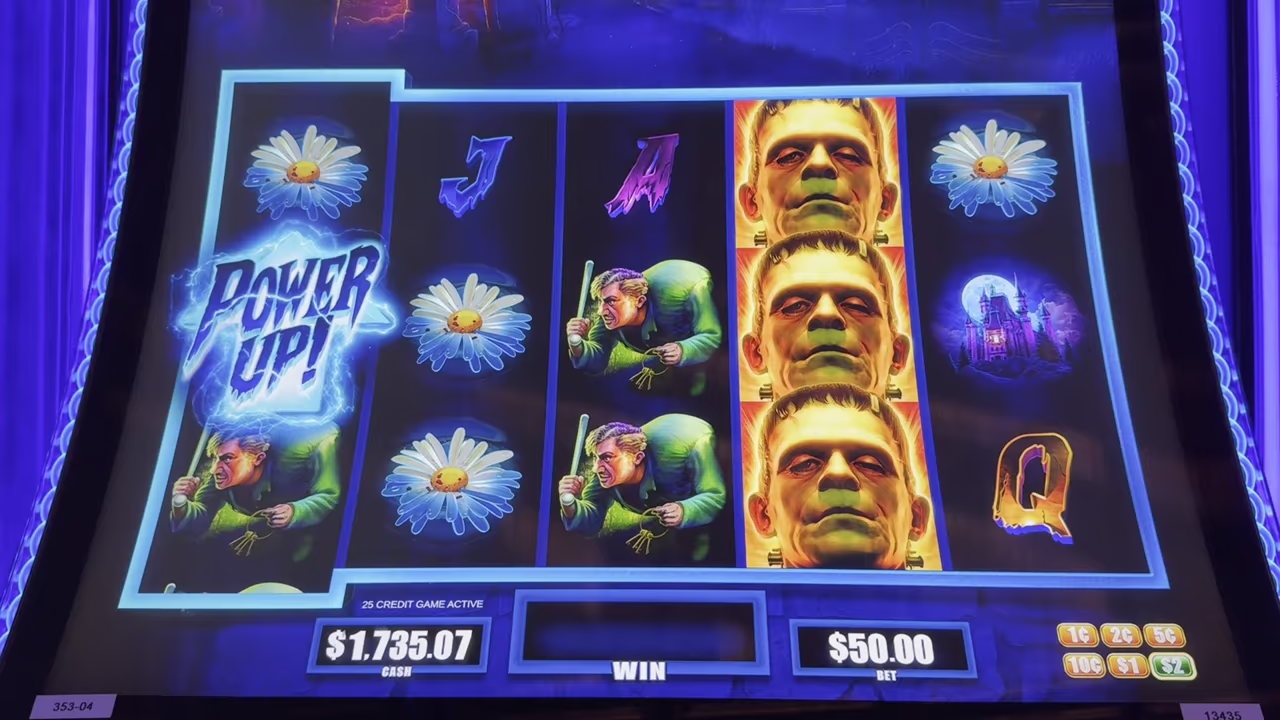 J
A
POWER
UP!
Q
25 CREDIT GAME ACTIVE
$1,735.07
CASH
WIN
$50.00
BET
1¢ 2¢ 5¢
10¢ $1 $2
353-04
13435